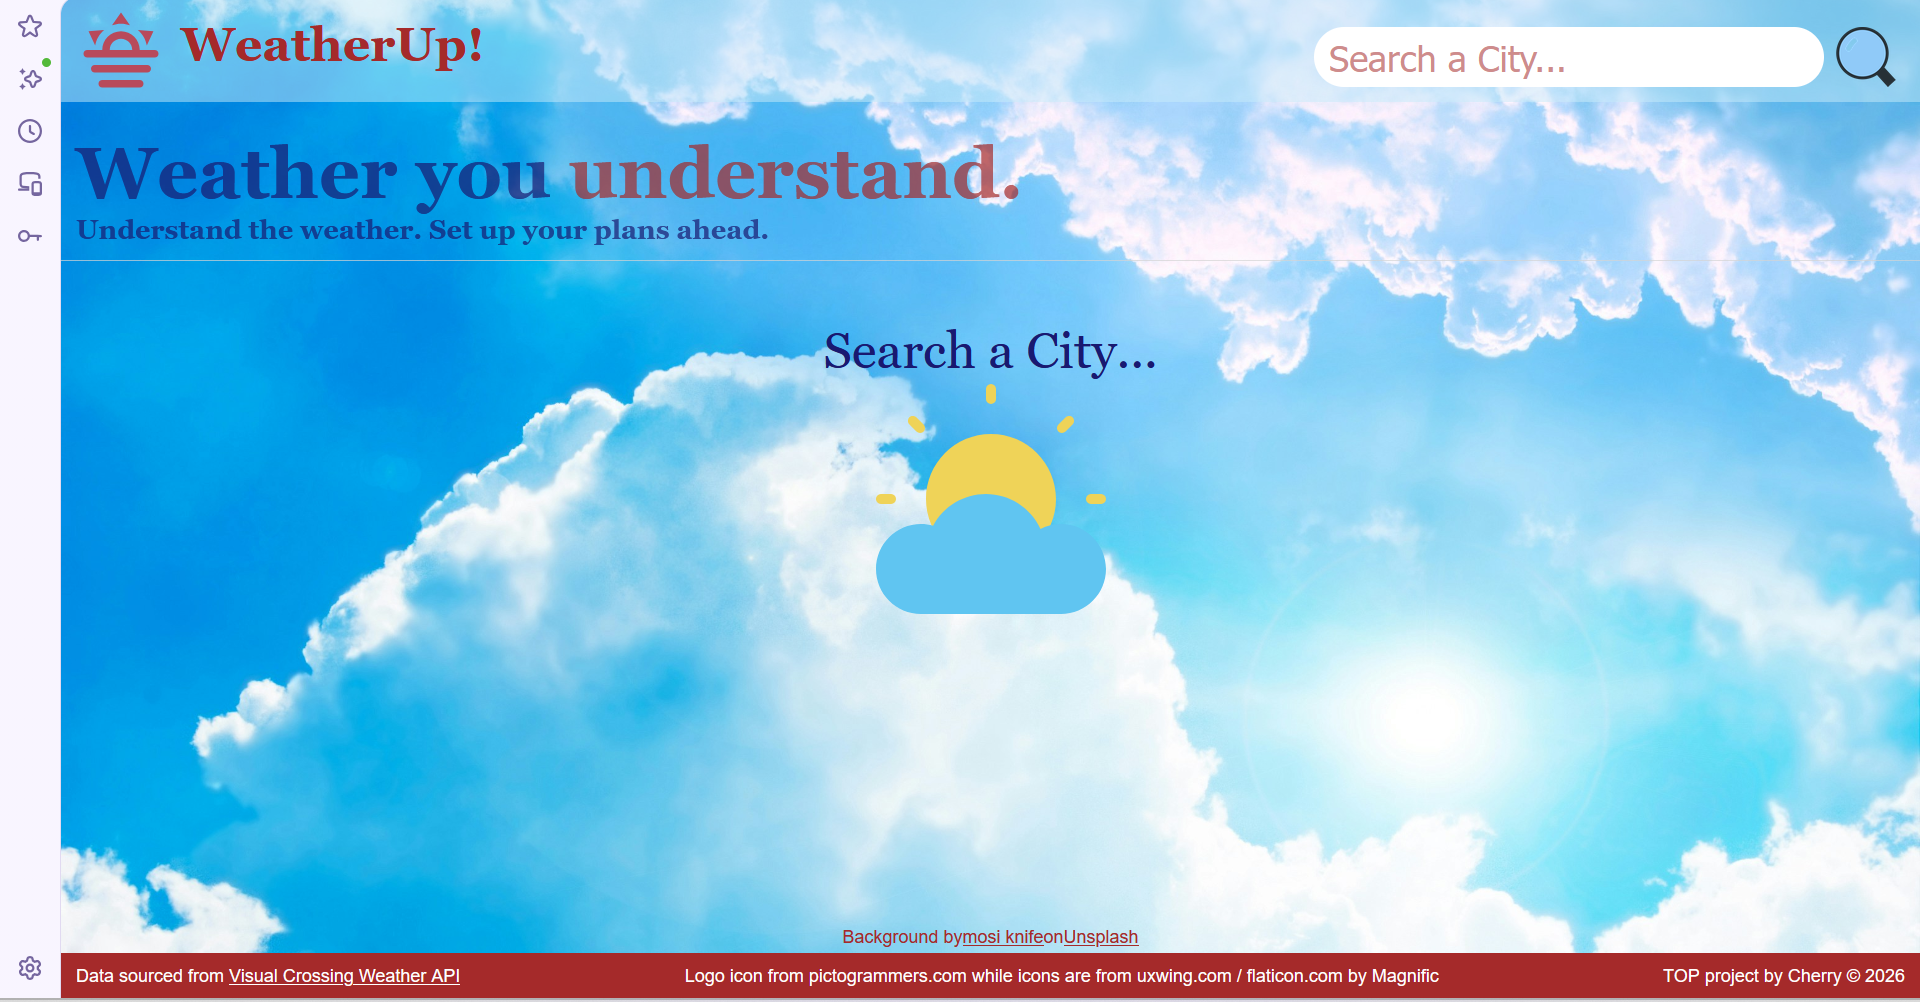 WeatherUp!
Search a City...
Weather you understand.
Understand the weather. Set up your plans ahead.
Search a City...
Background bymosi knifeonUnsplash
Data sourced from Visual Crossing Weather API
Logo icon from pictogrammers.com while icons are from uxwing.com / flaticon.com by Magnific
TOP project by Cherry © 2026